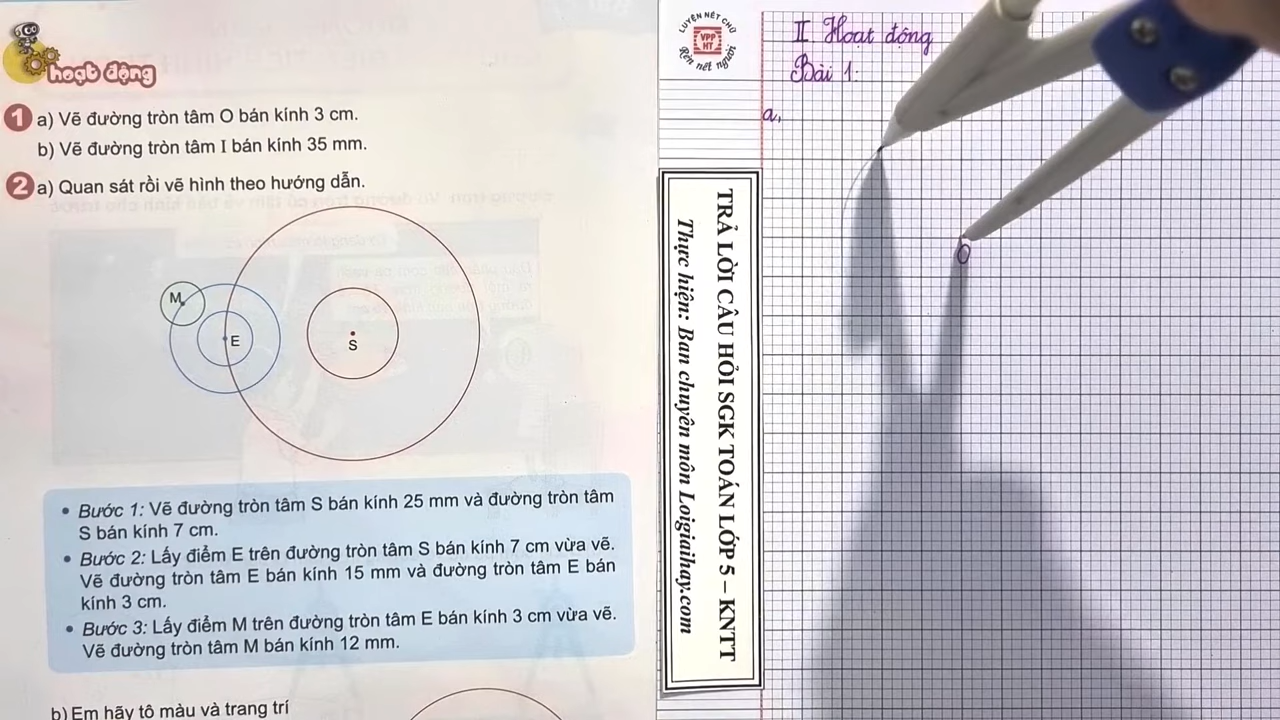 hoạt động
1 a) Vẽ đường tròn tâm O bán kính 3 cm.
b) Vẽ đường tròn tâm I bán kính 35 mm.
2 a) Quan sát rồi vẽ hình theo hướng dẫn.
M
E
S
• Bước 1: Vẽ đường tròn tâm S bán kính 25 mm và đường tròn tâm
S bán kính 7 cm.
• Bước 2: Lấy điểm E trên đường tròn tâm S bán kính 7 cm vừa vẽ.
Vẽ đường tròn tâm E bán kính 15 mm và đường tròn tâm E bán
kính 3 cm.
• Bước 3: Lấy điểm M trên đường tròn tâm E bán kính 3 cm vừa vẽ.
Vẽ đường tròn tâm M bán kính 12 mm.
b) Em hãy tô màu và trang trí
LUYỆN NÉT CHỮ
VPP
HT
Rèn nết người
TRẢ LỜI CÂU HỎI SGK TOÁN LỚP 5 – KNTT
Thực hiện: Ban chuyên môn Loigiaihay.com
II Hoạt động
Bài 1:
a,
O